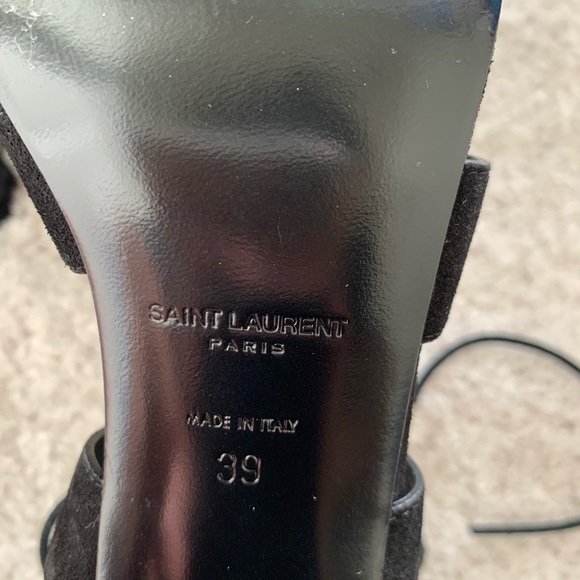 SAINT LAURENT
PARIS
MADE IN ITALY
39